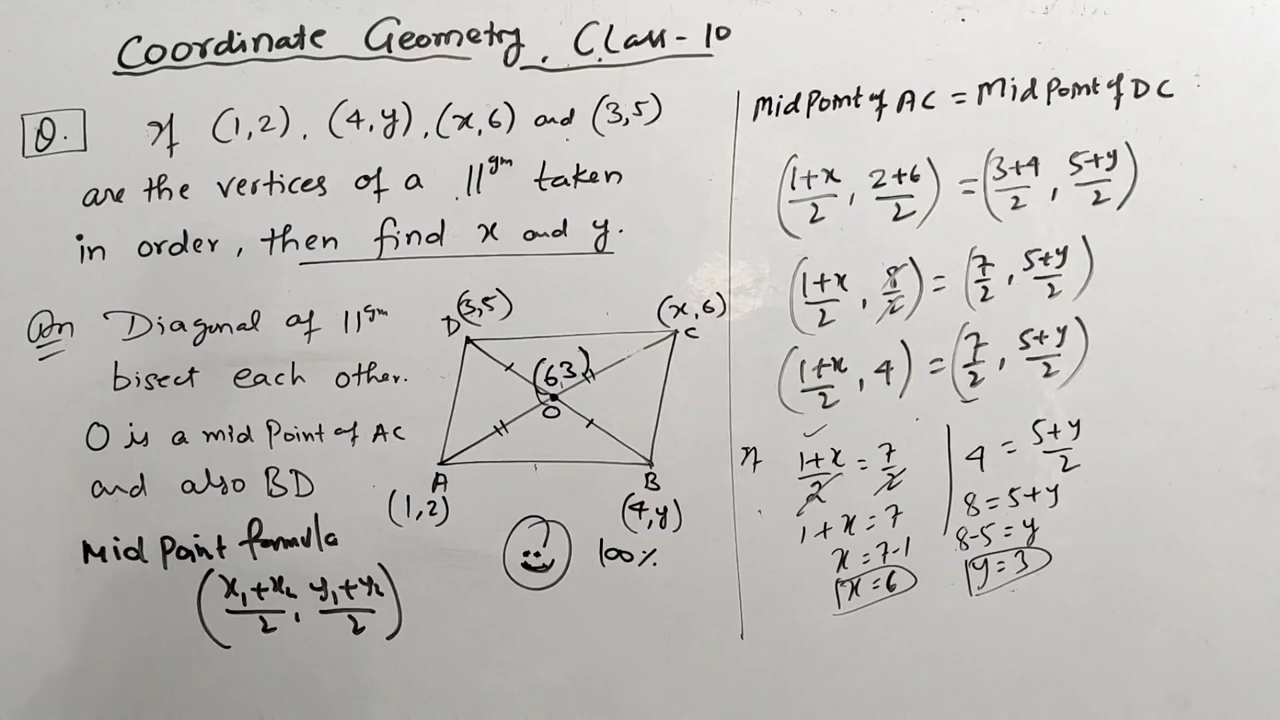 Coordinate Geometry. Class-10
Q. If (1,2), (4,y), (x,6) and (3,5)
are the vertices of a ||gm taken
in order, then find x and y.
An Diagonal of ||gm
bisect each other.
O is a mid Point of AC
and also BD
Mid Point formula
(x₁+x₂/2, y₁+y₂/2)
D (3,5)
(x,6) C
(6,3)
O
A
(1,2)
B
(4,y)
100%
Mid Point of AC = Mid Point of DC
(1+x/2, 2+6/2) = (3+4/2, 5+y/2)
(1+x/2, 8/2) = (7/2, 5+y/2)
(1+x/2, 4) = (7/2, 5+y/2)
If 1+x/2 = 7/2
1+x = 7
x = 7-1
x = 6
4 = 5+y/2
8 = 5+y
8-5 = y
y = 3